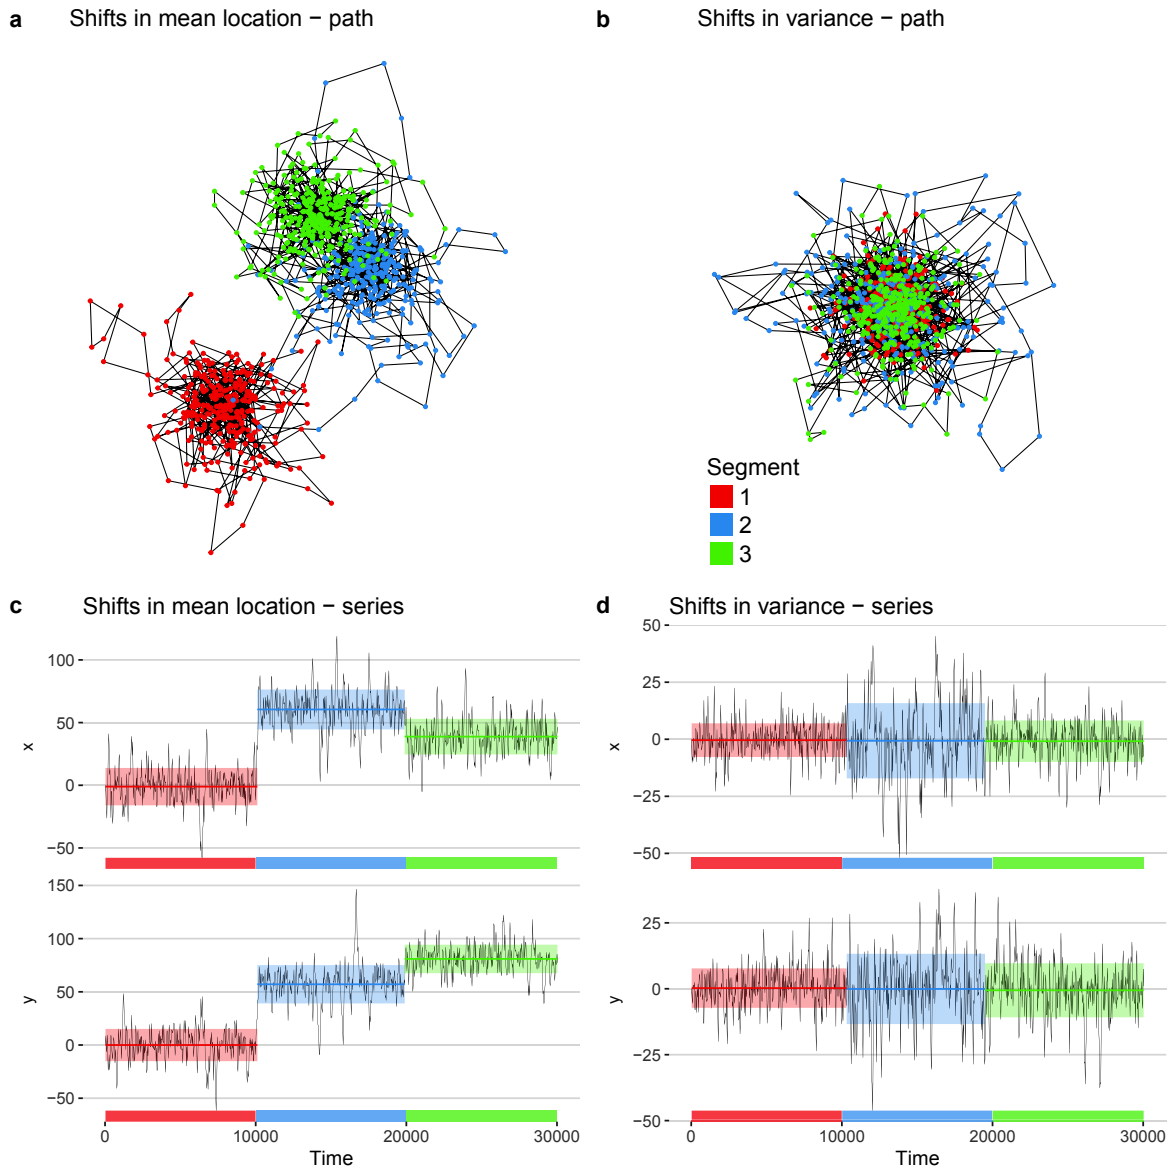 a Shifts in mean location − path
b Shifts in variance − path
Segment
1
2
3
c Shifts in mean location − series
100
50
0
−50
x
150
100
50
0
−50
y
0 10000 20000 30000
Time
d Shifts in variance − series
50
25
0
−25
−50
x
25
0
−25
−50
y
0 10000 20000 30000
Time